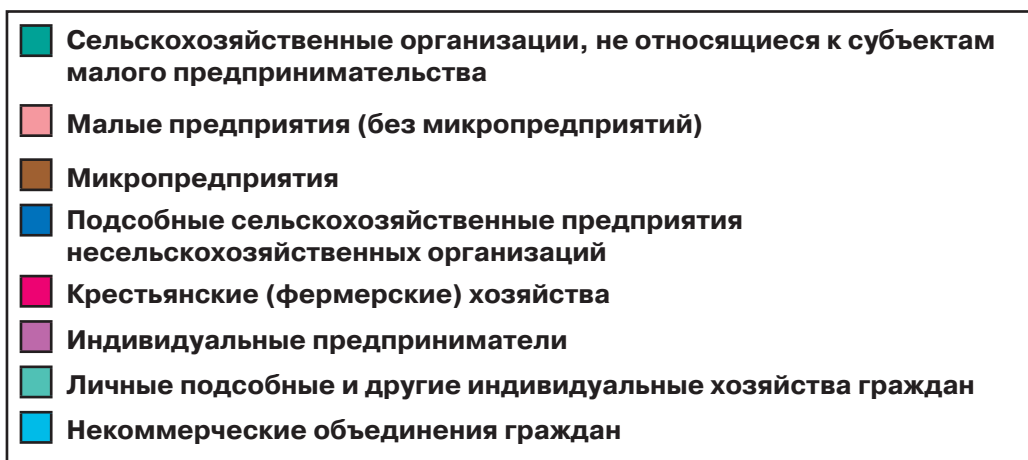 Сельскохозяйственные организации, не относящиеся к субъектам
малого предпринимательства
Малые предприятия (без микропредприятий)
Микропредприятия
Подсобные сельскохозяйственные предприятия
несельскохозяйственных организаций
Крестьянские (фермерские) хозяйства
Индивидуальные предприниматели
Личные подсобные и другие индивидуальные хозяйства граждан
Некоммерческие объединения граждан